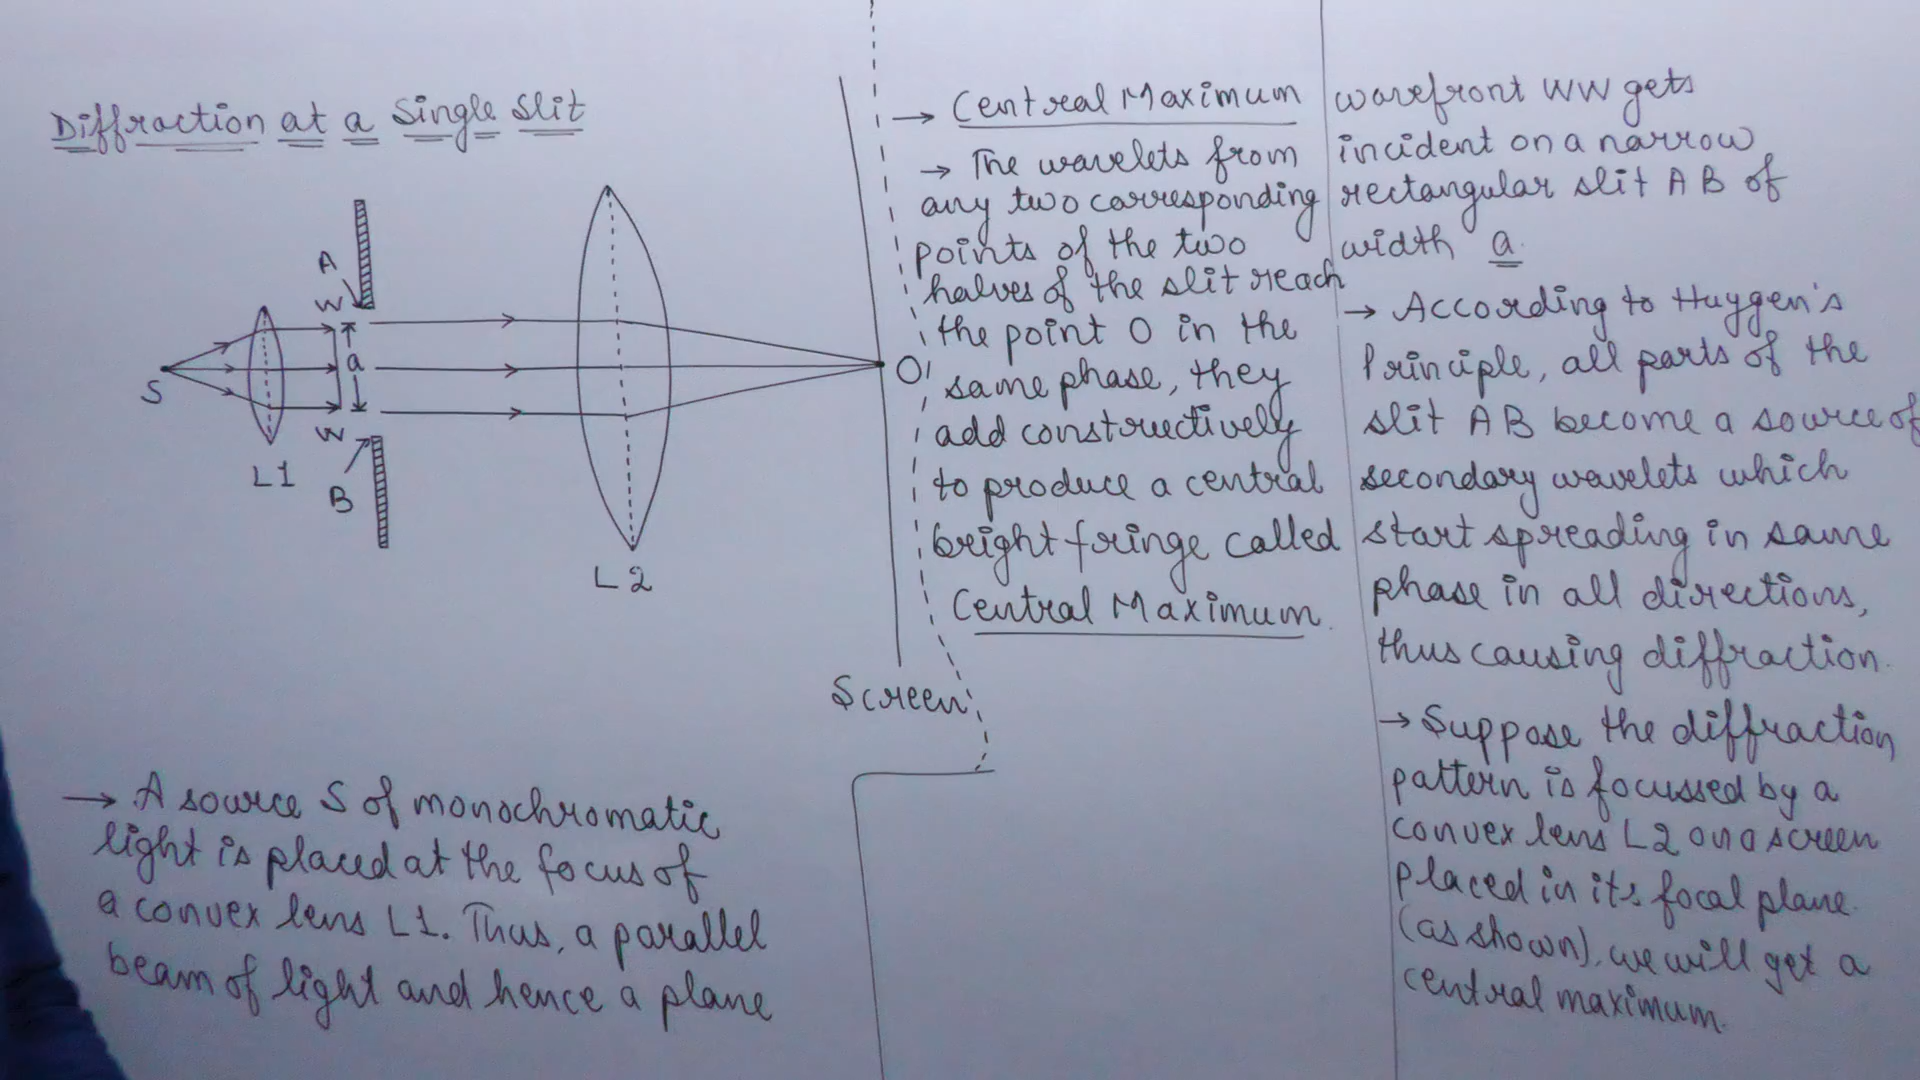 Diffraction at a Single Slit
A
W
a
S
W
L1
B
L2
O
Screen
→ A source S of monochromatic
light is placed at the focus of
a convex lens L1. Thus, a parallel
beam of light and hence a plane
wavefront WW gets
incident on a narrow
rectangular slit AB of
width a.
→ According to Huygen's
Principle, all parts of the
slit AB become a source of
secondary wavelets which
start spreading in same
phase in all directions,
thus causing diffraction.
→ Suppose the diffraction
pattern is focussed by a
convex lens L2 on a screen
placed in its focal plane.
(as shown), we will get a
central maximum.
→ Central Maximum
→ The wavelets from
any two corresponding
points of the two
halves of the slit reach
the point O in the
same phase, they
add constructively
to produce a central
bright fringe called
Central Maximum.